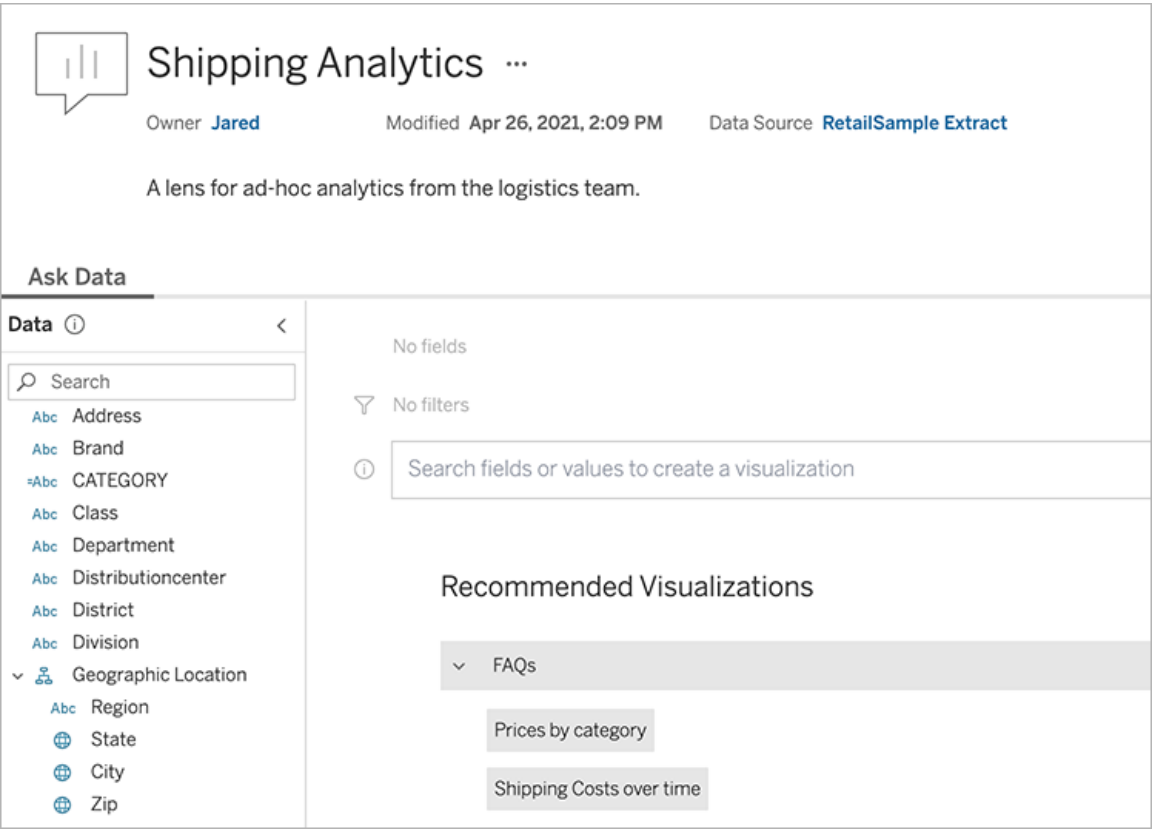 Shipping Analytics ...
Owner Jared Modified Apr 26, 2021, 2:09 PM Data Source RetailSample Extract
A lens for ad-hoc analytics from the logistics team.
Ask Data
Data
Search
Abc Address
Abc Brand
=Abc CATEGORY
Abc Class
Abc Department
Abc Distributioncenter
Abc District
Abc Division
Geographic Location
Abc Region
State
City
Zip
No fields
No filters
Search fields or values to create a visualization
Recommended Visualizations
FAQs
Prices by category
Shipping Costs over time